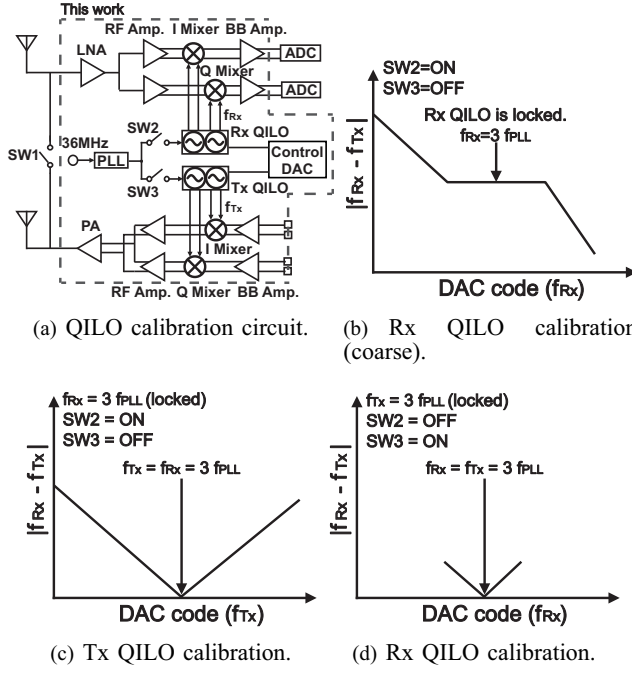 This work
RF Amp. I Mixer BB Amp.
LNA
ADC
Q Mixer
ADC
fRx
SW2
Rx QILO
36MHz
SW1
PLL
Control
DAC
SW3
Tx QILO
fTx
PA
I Mixer
RF Amp. Q Mixer BB Amp.
(a) QILO calibration circuit.
SW2=ON
SW3=OFF
Rx QILO is locked.
fRx=3 fPLL
|fRx - fTx|
DAC code (fRx)
(b) Rx QILO calibration
(coarse).
fRx = 3 fPLL (locked)
SW2 = ON
SW3 = OFF
fTx = fRx = 3 fPLL
|fRx - fTx|
DAC code (fTx)
(c) Tx QILO calibration.
fTx = 3 fPLL (locked)
SW2 = OFF
SW3 = ON
fRx = fTx = 3 fPLL
|fRx - fTx|
DAC code (fRx)
(d) Rx QILO calibration.